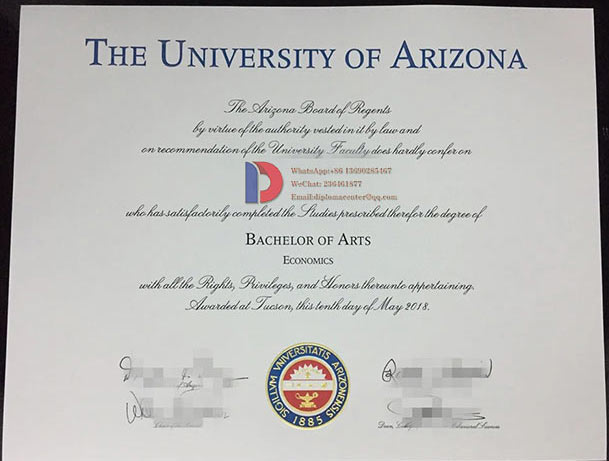 THE UNIVERSITY OF ARIZONA
The Arizona Board of Regents
by virtue of the authority vested in it by law and
on recommendation of the University Faculty does hardly confer on
WhatsApp:+86 13690285467
WeChat: 236461877
Email:diplomacenter@qq.com
who has satisfactorily completed the Studies prescribed therefor the degree of
BACHELOR OF ARTS
ECONOMICS
with all the Rights, Privileges, and Honors thereunto appertaining.
Awarded at Tucson, this tenth day of May 2018.
SIGILLVM VNIVERSITATIS ARIZONENSIS
1885
Dean,